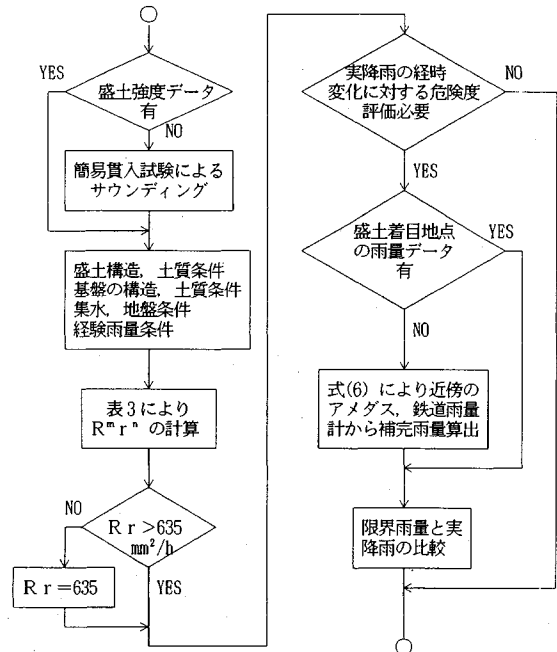 YES
盛土強度データ
有
NO
簡易貫入試験による
サウンディング
盛土構造, 土質条件
基盤の構造, 土質条件
集水, 地盤条件
経験雨量条件
表3により
Rᵐrⁿ の計算
NO
Rr>635
mm²/h
Rr=635
YES
実降雨の経時
変化に対する危険度
評価必要
NO
YES
盛土着目地点
の雨量データ
有
YES
NO
式(6) により近傍の
アメダス, 鉄道雨量
計から補完雨量算出
限界雨量と実
降雨の比較